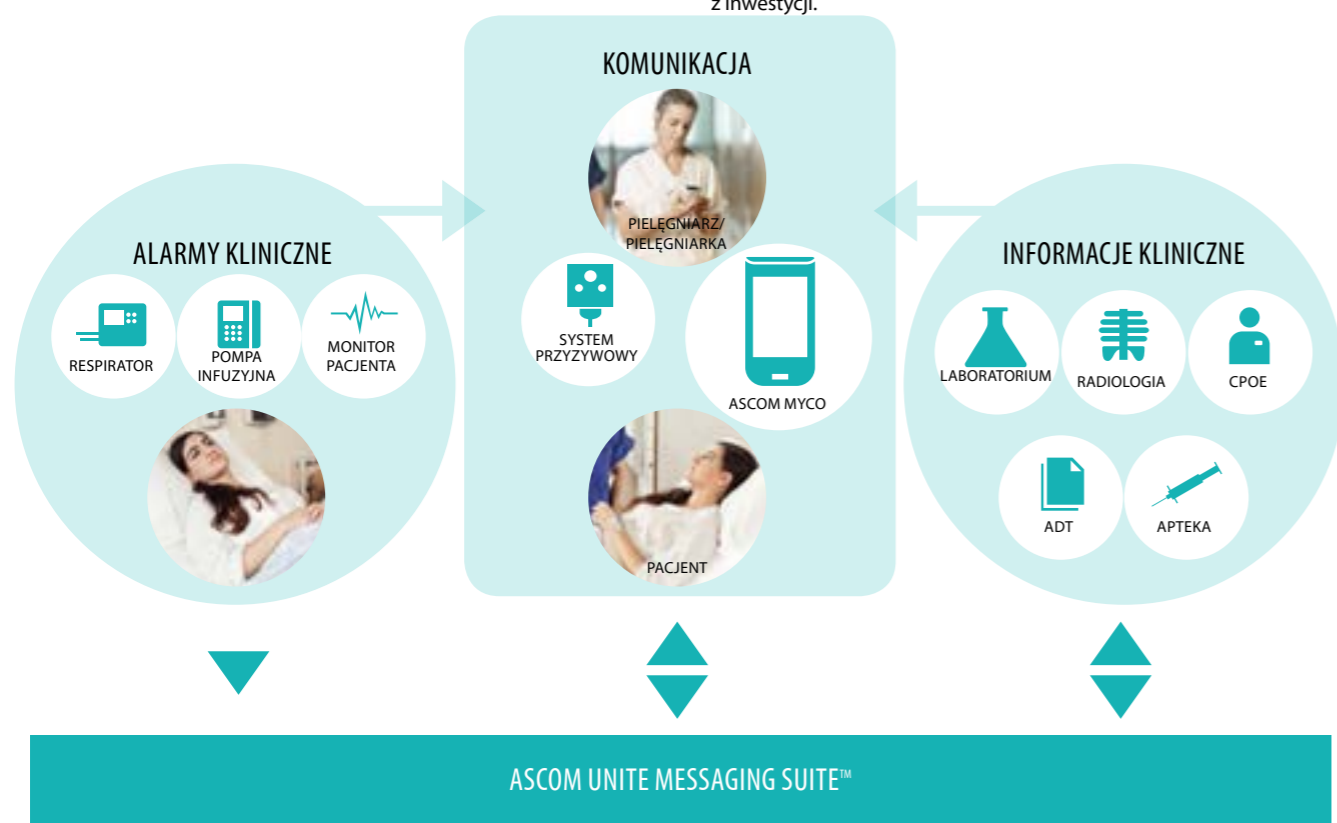 z inwestycji.
KOMUNIKACJA
PIELĘGNIARZ/
PIELĘGNIARKA
ALARMY KLINICZNE
RESPIRATOR
POMPA
INFUZYJNA
MONITOR
PACJENTA
SYSTEM
PRZYZYWOWY
ASCOM MYCO
PACJENT
INFORMACJE KLINICZNE
LABORATORIUM
RADIOLOGIA
CPOE
ADT
APTEKA
ASCOM UNITE MESSAGING SUITE™